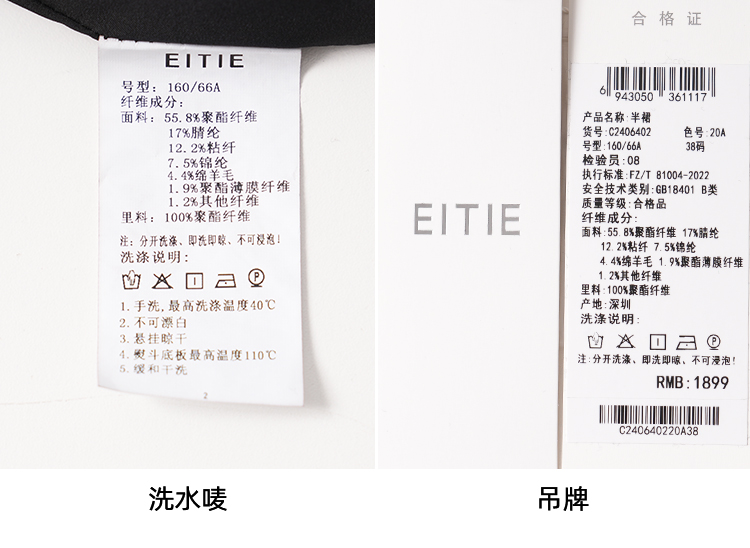 EITIE
号型: 160/66A
纤维成分:
面料: 55.8%聚酯纤维
17%腈纶
12.2%粘纤
7.5%锦纶
4.4%绵羊毛
1.9%聚酯薄膜纤维
1.2%其他纤维
里料: 100%聚酯纤维
注: 分开洗涤、即洗即晾、不可浸泡!
洗涤说明:
P
1.手洗,最高洗涤温度40℃
2.不可漂白
3.悬挂晾干
4.熨斗底板最高温度110℃
5.缓和干洗
2
洗水唛
EITIE
合格证
6 943050 361117
产品名称:半裙
货号:C2406402 色号:20A
号型:160/66A 38码
检验员:08
执行标准:FZ/T 81004-2022
安全技术类别:GB18401 B类
质量等级:合格品
纤维成分:
面料:55.8%聚酯纤维 17%腈纶
12.2%粘纤 7.5%锦纶
4.4%绵羊毛 1.9%聚酯薄膜纤维
1.2%其他纤维
里料:100%聚酯纤维
产地:深圳
洗涤说明:
P
注:分开洗涤、即洗即晾、不可浸泡!
RMB:1899
C240640220A38
吊牌